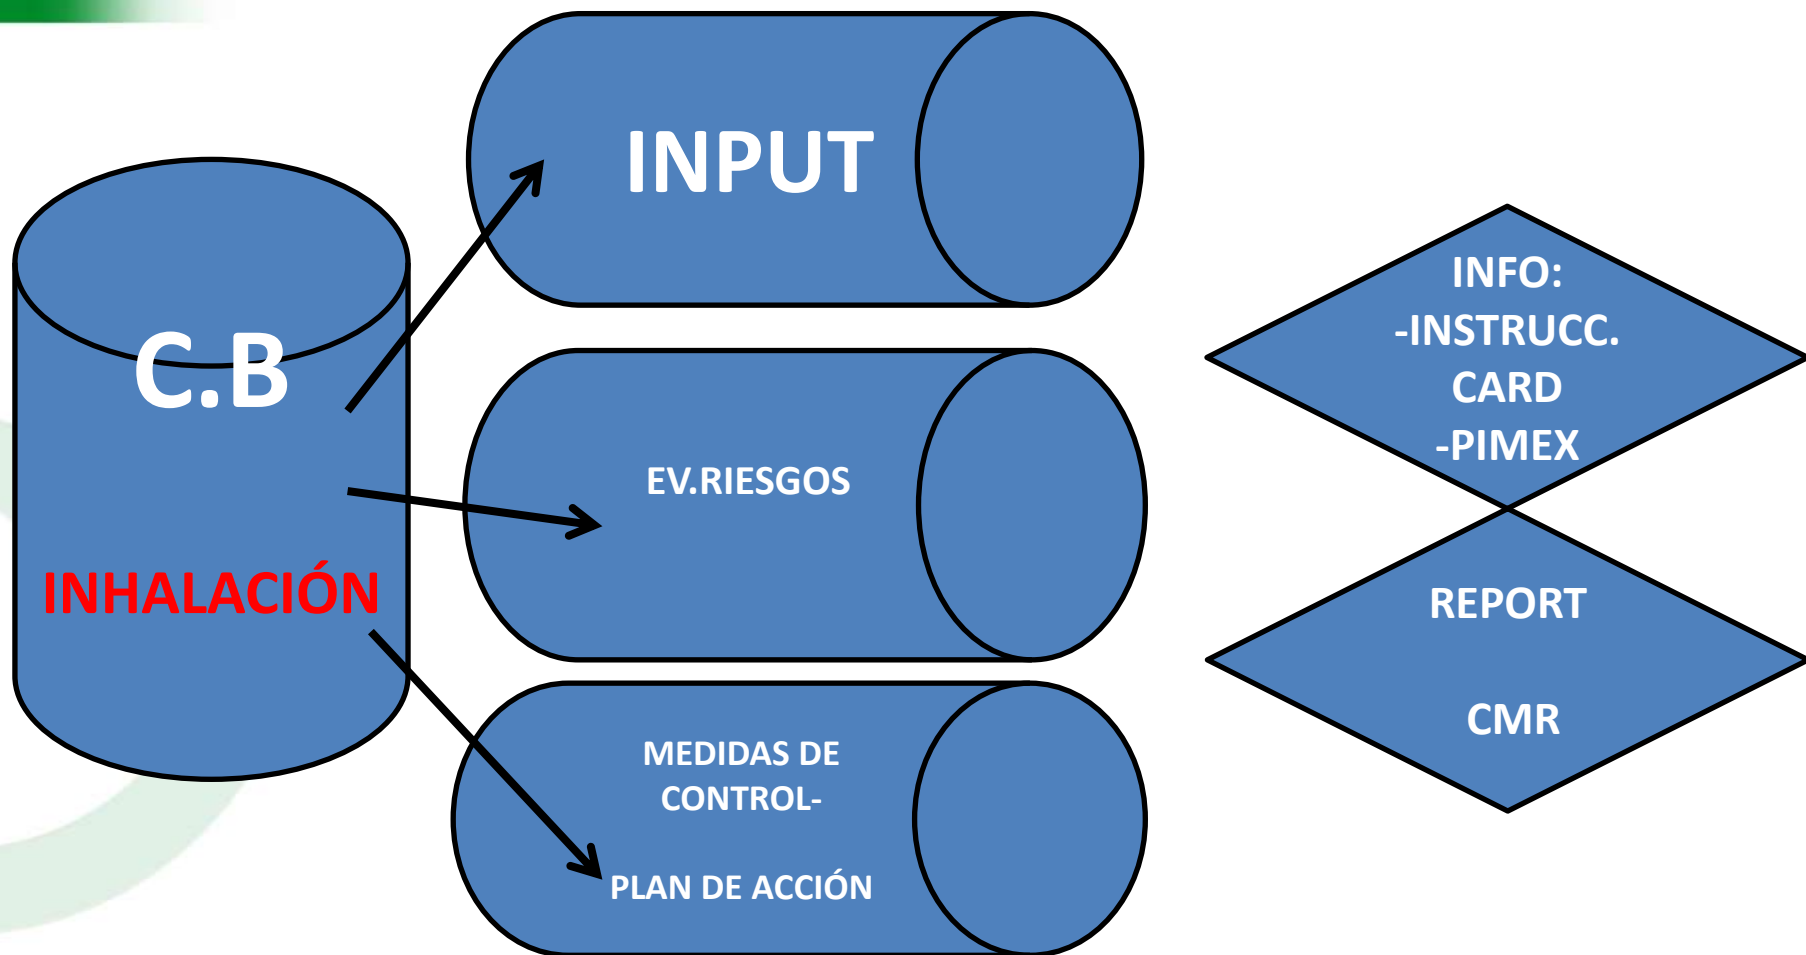 C.B
INHALACIÓN
INPUT
EV.RIESGOS
MEDIDAS DE
CONTROL-
PLAN DE ACCIÓN
INFO:
-INSTRUCC.
CARD
-PIMEX
REPORT
CMR